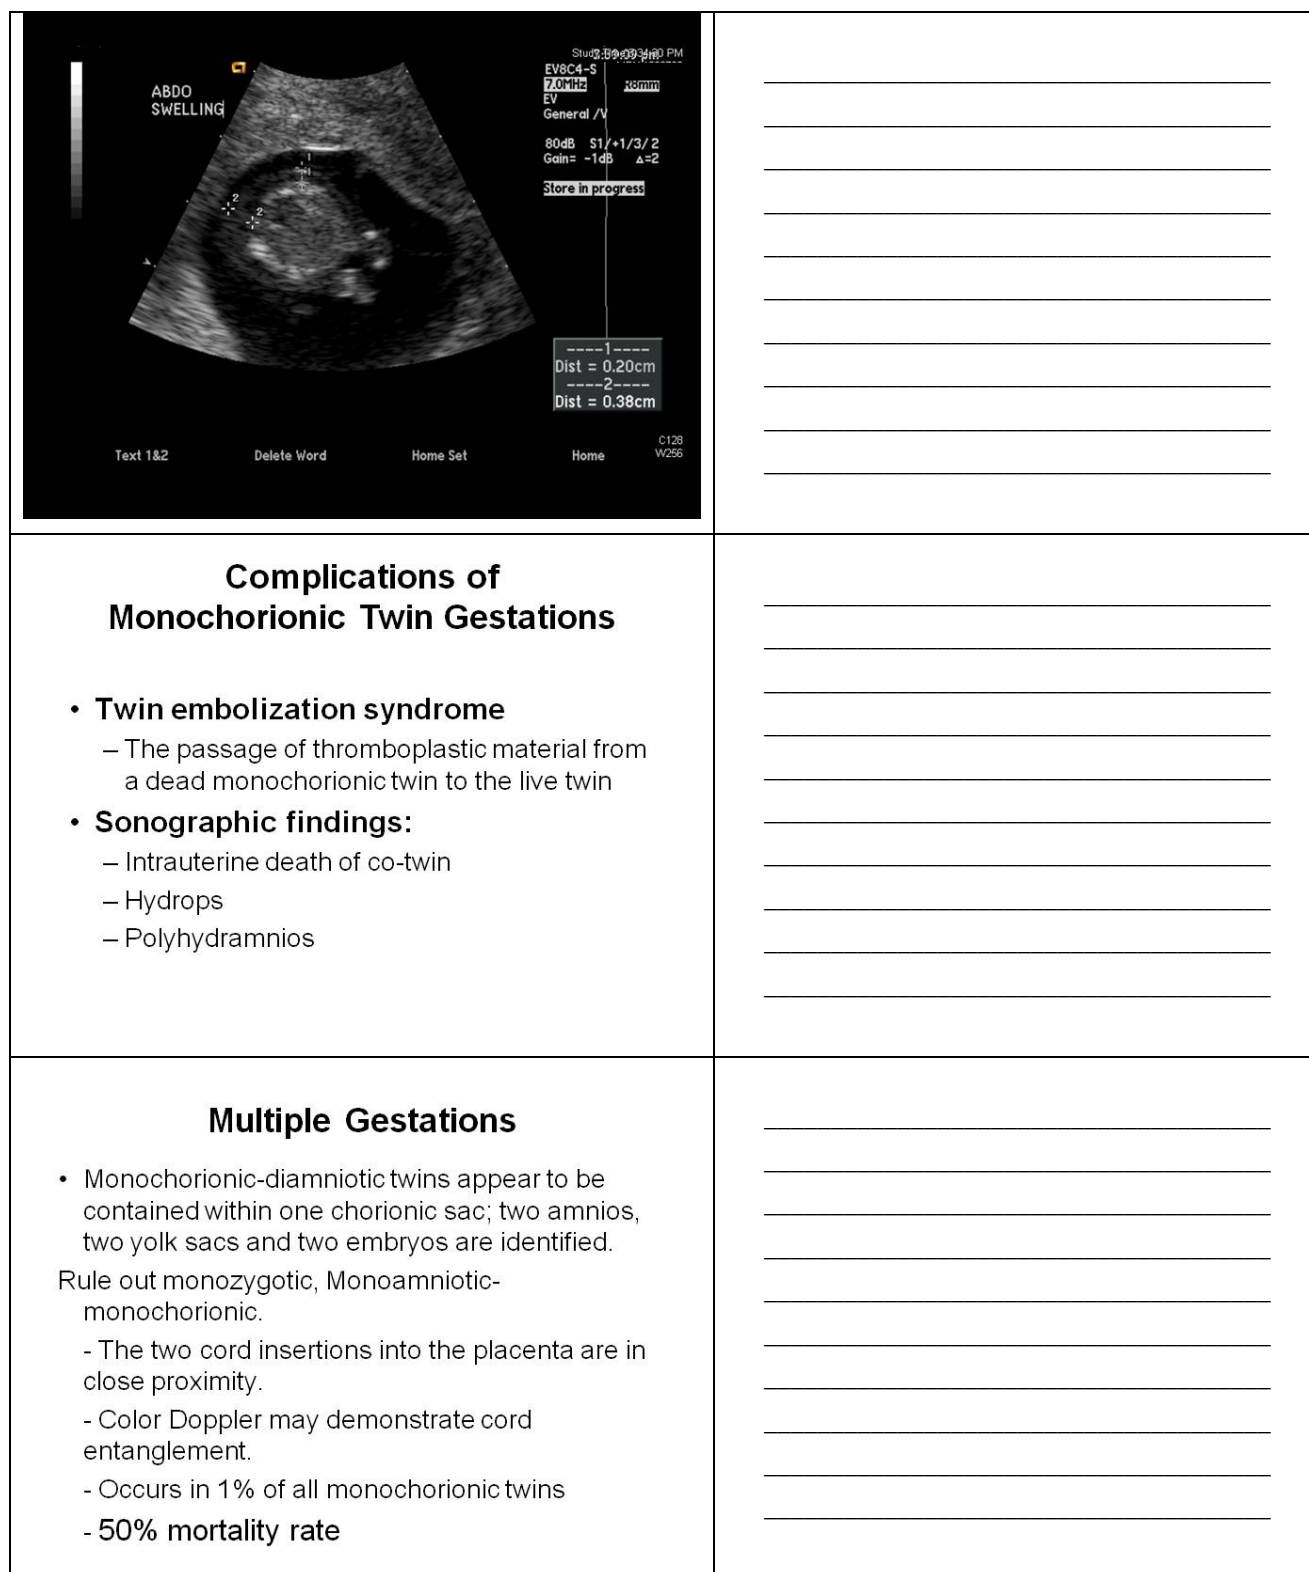 ABDO
SWELLING
PM
EV8C4-S
7.0MHz R8mm
EV
General /V
80dB S1/+1/3/2
Gain= -1dB Δ=2
Store in progress
1
2
2
----1----
Dist = 0.20cm
----2----
Dist = 0.38cm
C128
W256
Text 1&2 Delete Word Home Set Home
Complications of
Monochorionic Twin Gestations
• Twin embolization syndrome
– The passage of thromboplastic material from
a dead monochorionic twin to the live twin
• Sonographic findings:
– Intrauterine death of co-twin
– Hydrops
– Polyhydramnios
Multiple Gestations
• Monochorionic-diamniotic twins appear to be
contained within one chorionic sac; two amnios,
two yolk sacs and two embryos are identified.
Rule out monozygotic, Monoamniotic-
monochorionic.
- The two cord insertions into the placenta are in
close proximity.
- Color Doppler may demonstrate cord
entanglement.
- Occurs in 1% of all monochorionic twins
- 50% mortality rate